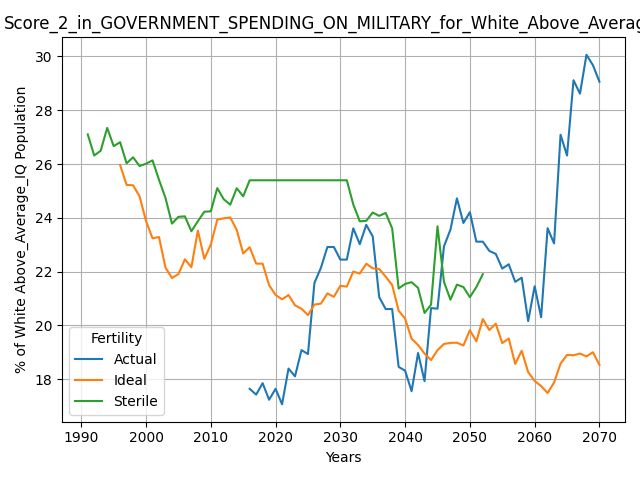 Score_2_in_GOVERNMENT_SPENDING_ON_MILITARY_for_White_Above_Averag
% of White Above_Average_IQ Population
30
28
26
24
22
20
18
Fertility
Actual
Ideal
Sterile
1990 2000 2010 2020 2030 2040 2050 2060 2070
Years